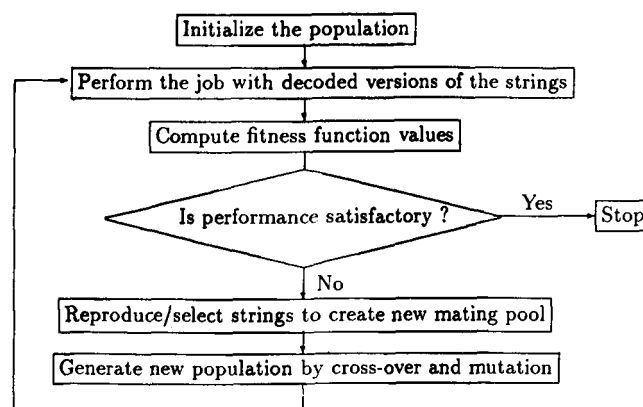 Initialize the population
Perform the job with decoded versions of the strings
Compute fitness function values
Is performance satisfactory ?
Yes
Stop
No
Reproduce/select strings to create new mating pool
Generate new population by cross-over and mutation